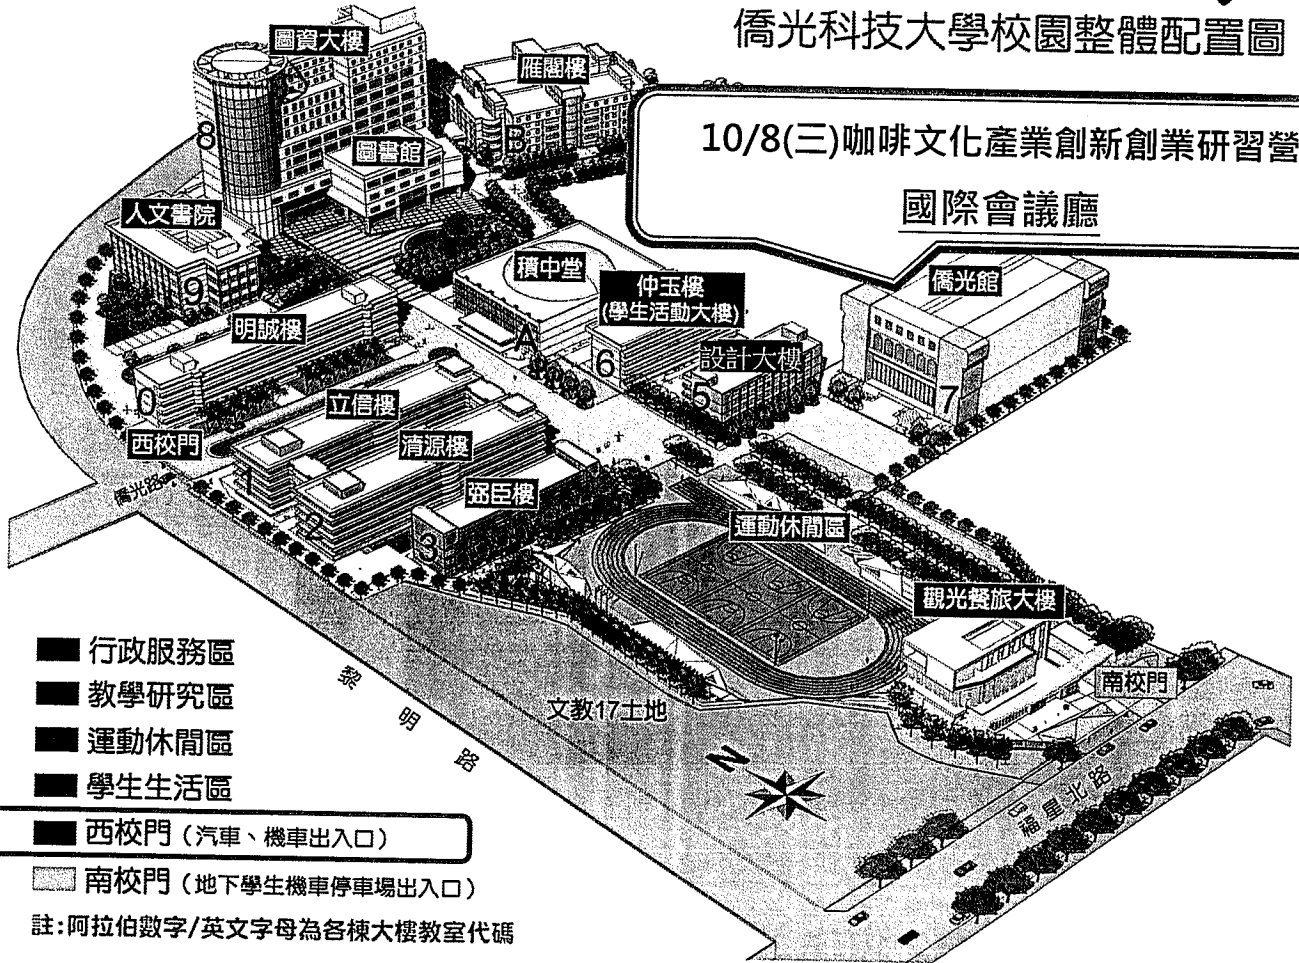 僑光科技大學校園整體配置圖
10/8(三)咖啡文化產業創新創業研習營
國際會議廳
圖資大樓
雁閣樓
8
B
圖書館
人文書院
9
積中堂
仲玉樓
(學生活動大樓)
僑光館
明誠樓
A
6
設計大樓
5
7
0
立信樓
西校門
清源樓
僑光路
1
弼臣樓
2
3
運動休閒區
觀光餐旅大樓
南校門
文教17土地
黎明路
N
福星北路
行政服務區
教學研究區
運動休閒區
學生生活區
西校門（汽車、機車出入口）
南校門（地下學生機車停車場出入口）
註:阿拉伯數字/英文字母為各棟大樓教室代碼